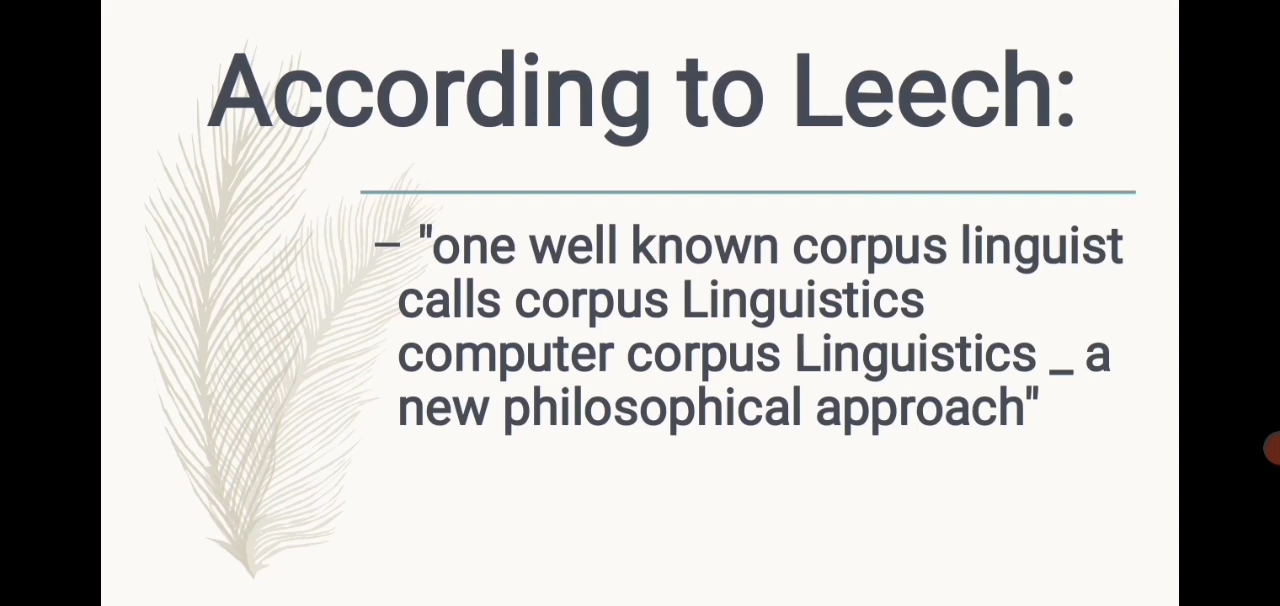 According to Leech:
– "one well known corpus linguist
calls corpus Linguistics
computer corpus Linguistics _ a
new philosophical approach"